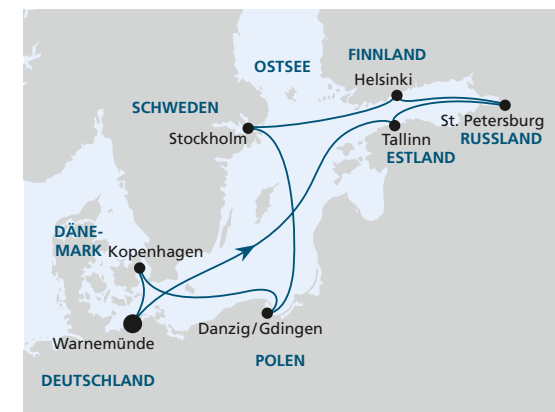 FINNLAND
OSTSEE
Helsinki
SCHWEDEN
St. Petersburg
Stockholm
Tallinn
RUSSLAND
ESTLAND
DÄNE-
MARK
Kopenhagen
Danzig/Gdingen
Warnemünde
POLEN
DEUTSCHLAND